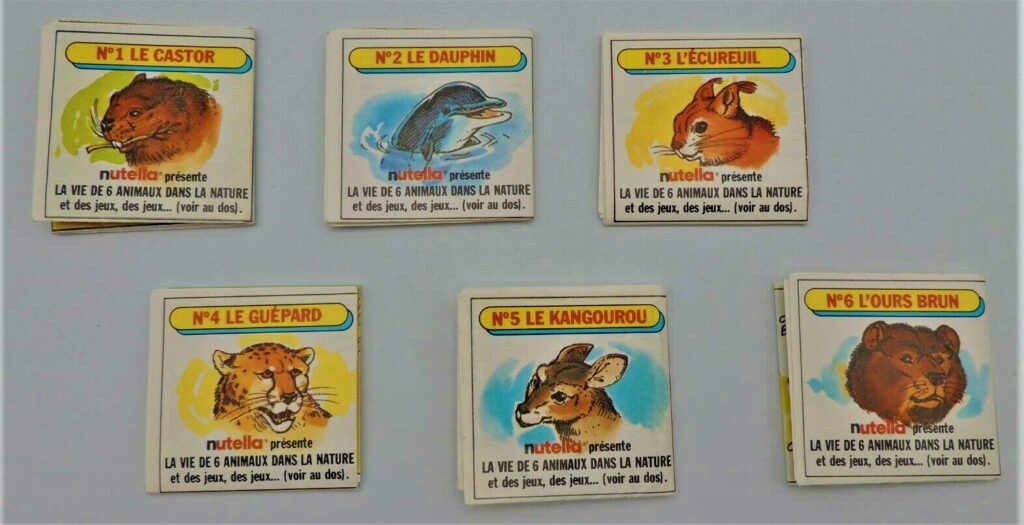 Nº1 LE CASTOR
nutella présente
LA VIE DE 6 ANIMAUX DANS LA NATURE
et des jeux, des jeux... (voir au dos).
Nº2 LE DAUPHIN
nutella présente
LA VIE DE 6 ANIMAUX DANS LA NATURE
et des jeux, des jeux... (voir au dos).
Nº3 L'ÉCUREUIL
nutella présente
LA VIE DE 6 ANIMAUX DANS LA NATURE
et des jeux, des jeux... (voir au dos).
Nº4 LE GUÉPARD
nutella présente
LA VIE DE 6 ANIMAUX DANS LA NATURE
et des jeux, des jeux... (voir au dos).
Nº5 LE KANGOUROU
nutella présente
LA VIE DE 6 ANIMAUX DANS LA NATURE
et des jeux, des jeux... (voir au dos).
Nº6 L'OURS BRUN
nutella présente
LA VIE DE 6 ANIMAUX DANS LA NATURE
et des jeux, des jeux... (voir au dos).